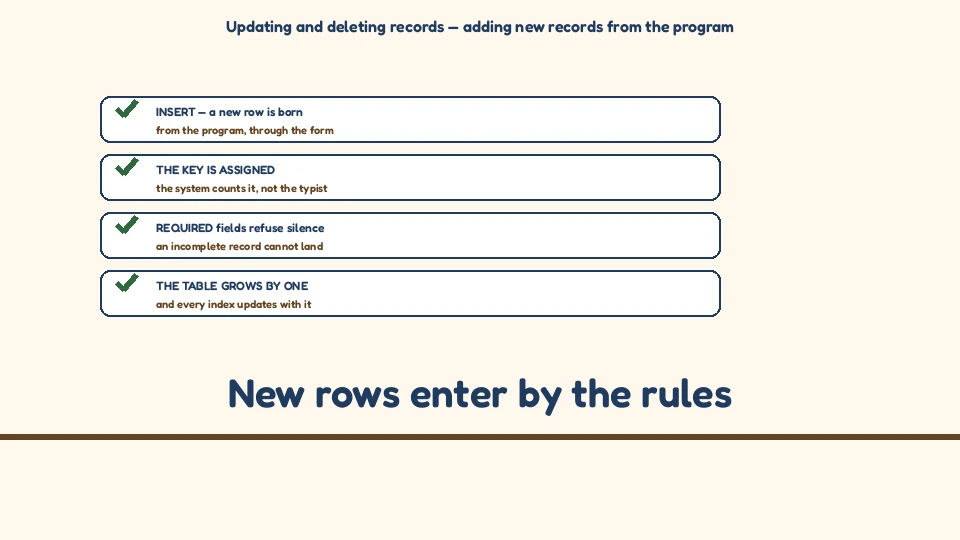 Updating and deleting records — adding new records from the program
INSERT — a new row is born
from the program, through the form
THE KEY IS ASSIGNED
the system counts it, not the typist
REQUIRED fields refuse silence
an incomplete record cannot land
THE TABLE GROWS BY ONE
and every index updates with it
New rows enter by the rules